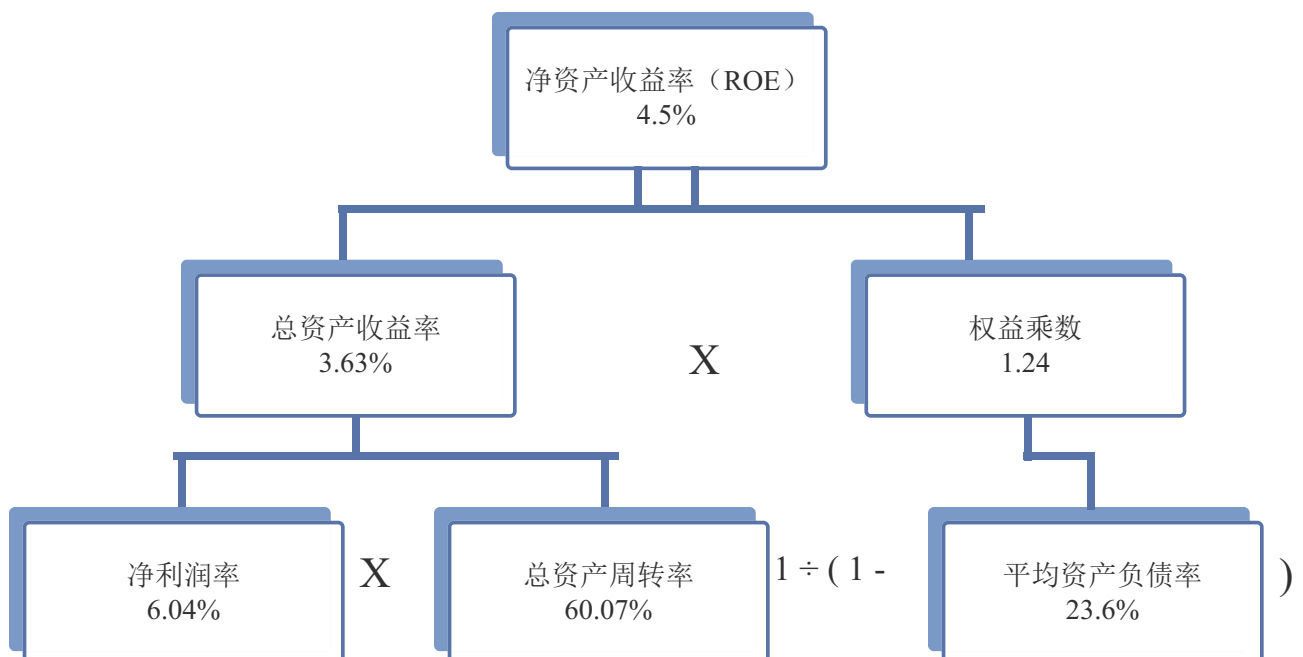 净资产收益率（ROE）
4.5%
总资产收益率
3.63%
X
权益乘数
1.24
净利润率
6.04%
X
总资产周转率
60.07%
1 ÷ ( 1 -
平均资产负债率
23.6%
)